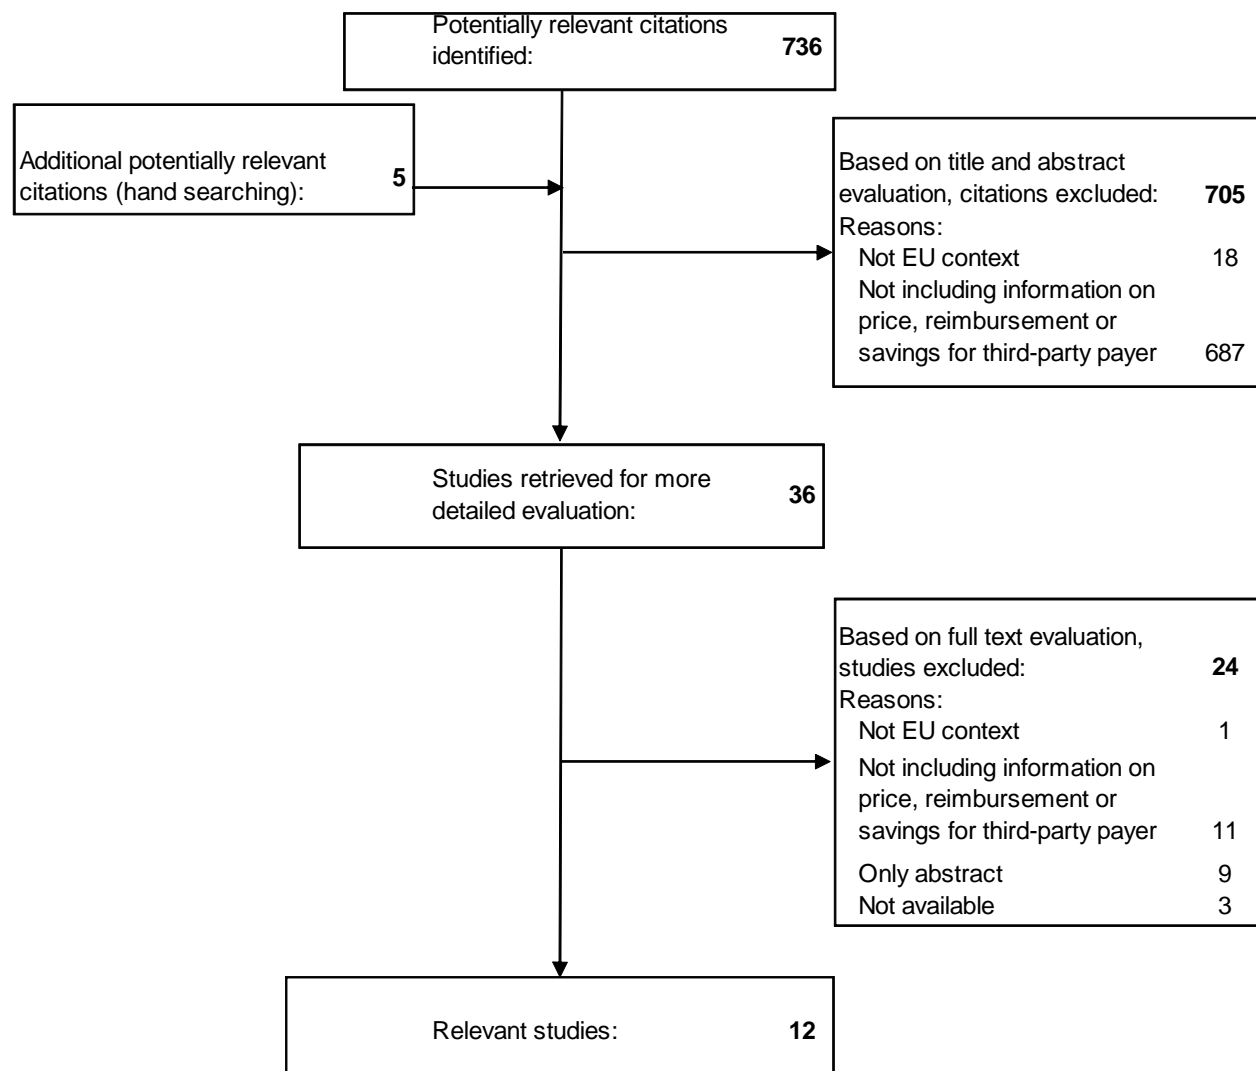 Potentially relevant citations
identified: 736
Additional potentially relevant
citations (hand searching): 5
Based on title and abstract
evaluation, citations excluded: 705
Reasons:
Not EU context 18
Not including information on
price, reimbursement or
savings for third-party payer 687
Studies retrieved for more
detailed evaluation: 36
Based on full text evaluation,
studies excluded: 24
Reasons:
Not EU context 1
Not including information on
price, reimbursement or
savings for third-party payer 11
Only abstract 9
Not available 3
Relevant studies: 12